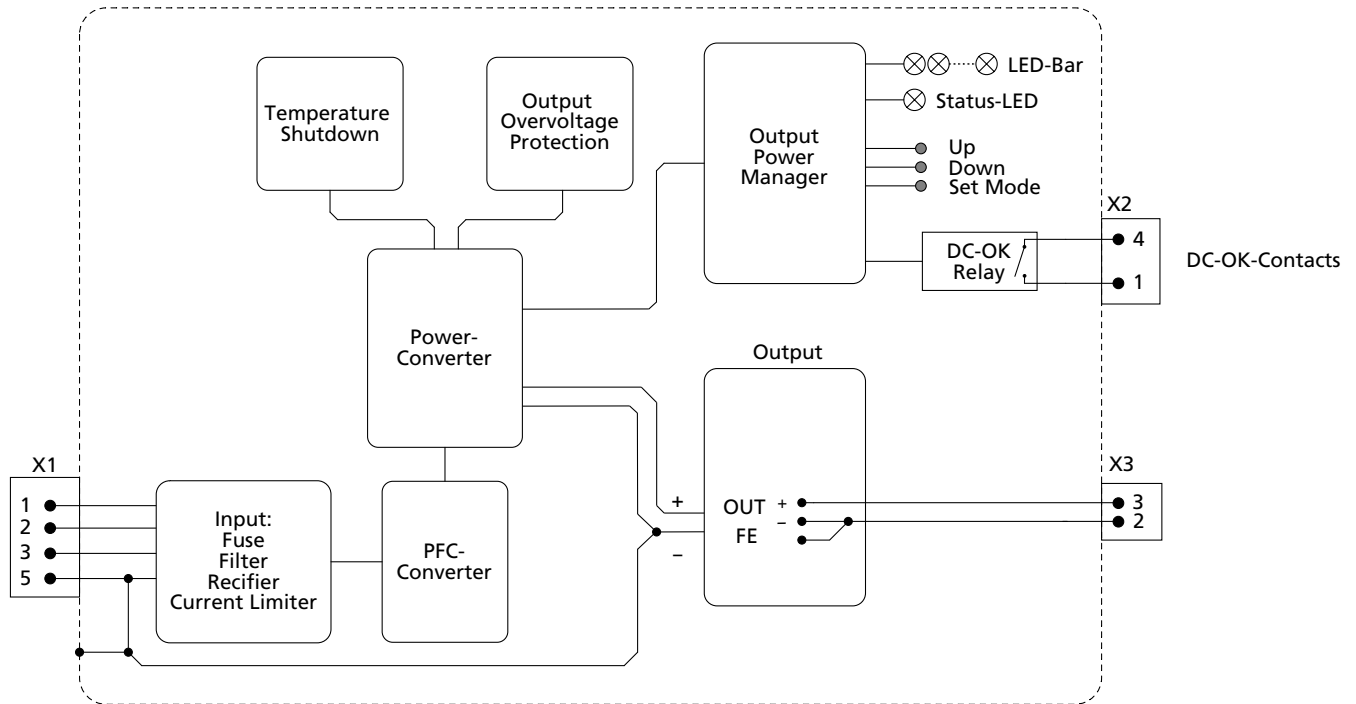 Temperature
Shutdown
Output
Overvoltage
Protection
Output
Power
Manager
LED-Bar
Status-LED
Up
Down
Set Mode
DC-OK
Relay
X2
4
1
DC-OK-Contacts
Power-
Converter
Output
OUT +
–
FE
+
–
X3
3
2
X1
1
2
3
5
Input:
Fuse
Filter
Recifier
Current Limiter
PFC-
Converter